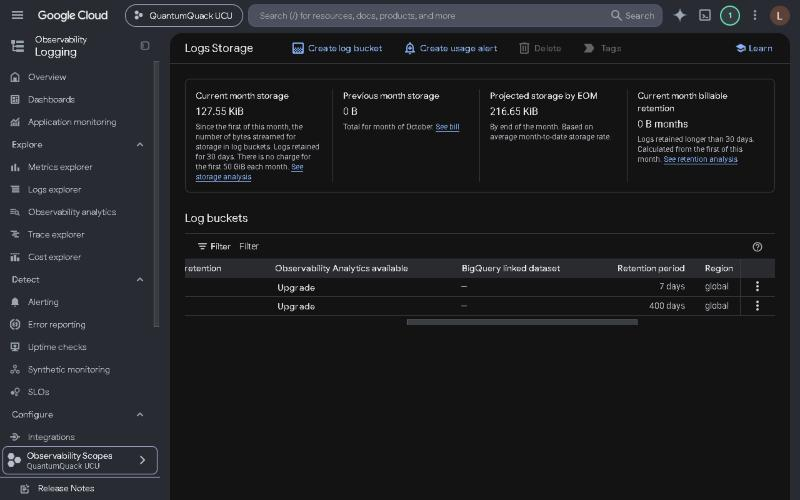 Google Cloud
QuantumQuack UCU
Search (/) for resources, docs, products, and more
Search
1
L
Observability
Logging
Overview
Dashboards
Application monitoring
Explore
Metrics explorer
Logs explorer
Observability analytics
Trace explorer
Cost explorer
Detect
Alerting
Error reporting
Uptime checks
Synthetic monitoring
SLOs
Configure
Integrations
Observability Scopes
QuantumQuack UCU
Release Notes
Logs Storage
Create log bucket
Create usage alert
Delete
Tags
Learn
Current month storage
127.55 KiB
Since the first of this month, the
number of bytes streamed for
storage in log buckets. Logs retained
for 30 days. There is no charge for
the first 50 GiB each month. See
storage analysis
Previous month storage
0 B
Total for month of October. See bill
Projected storage by EOM
216.65 KiB
By end of the month. Based on
average month-to-date storage rate.
Current month billable
retention
0 B months
Logs retained longer than 30 days.
Calculated from the first of this
month. See retention analysis
Log buckets
Filter Filter
retention Observability Analytics available BigQuery linked dataset Retention period Region
Upgrade – 7 days global
Upgrade – 400 days global